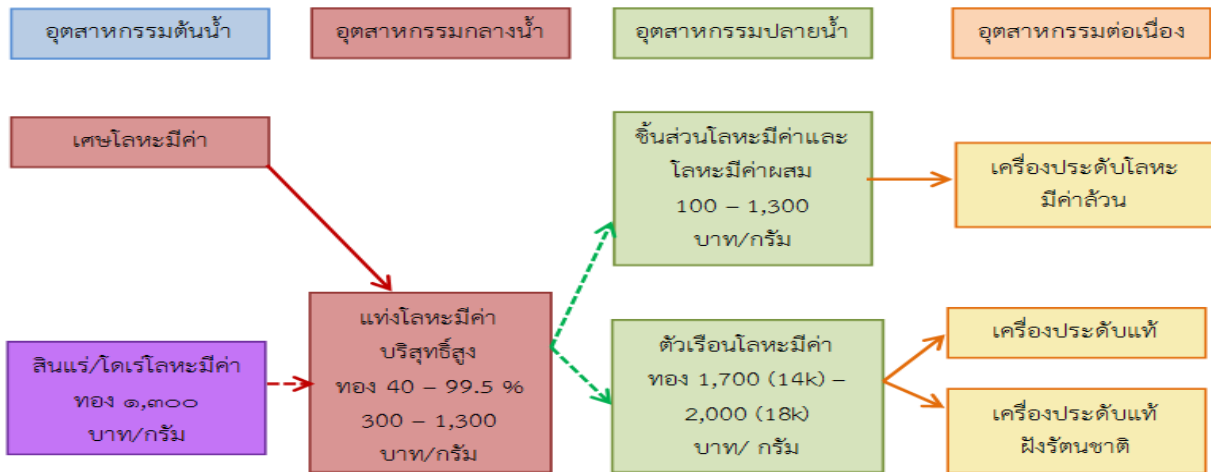 อุตสาหกรรมต้นน้ำ
อุตสาหกรรมกลางน้ำ
อุตสาหกรรมปลายน้ำ
อุตสาหกรรมต่อเนื่อง
เศษโลหะมีค่า
ชิ้นส่วนโลหะมีค่าและ
โลหะมีค่าผสม
100 – 1,300
บาท/กรัม
เครื่องประดับโลหะ
มีค่าล้วน
สินแร่/โดเร่โลหะมีค่า
ทอง ๑,๓๐๐
บาท/กรัม
แท่งโลหะมีค่า
บริสุทธิ์สูง
ทอง 40 – 99.5 %
300 – 1,300
บาท/กรัม
ตัวเรือนโลหะมีค่า
ทอง 1,700 (14k) –
2,000 (18k)
บาท/ กรัม
เครื่องประดับแท้
เครื่องประดับแท้
ฝังรัตนชาติ